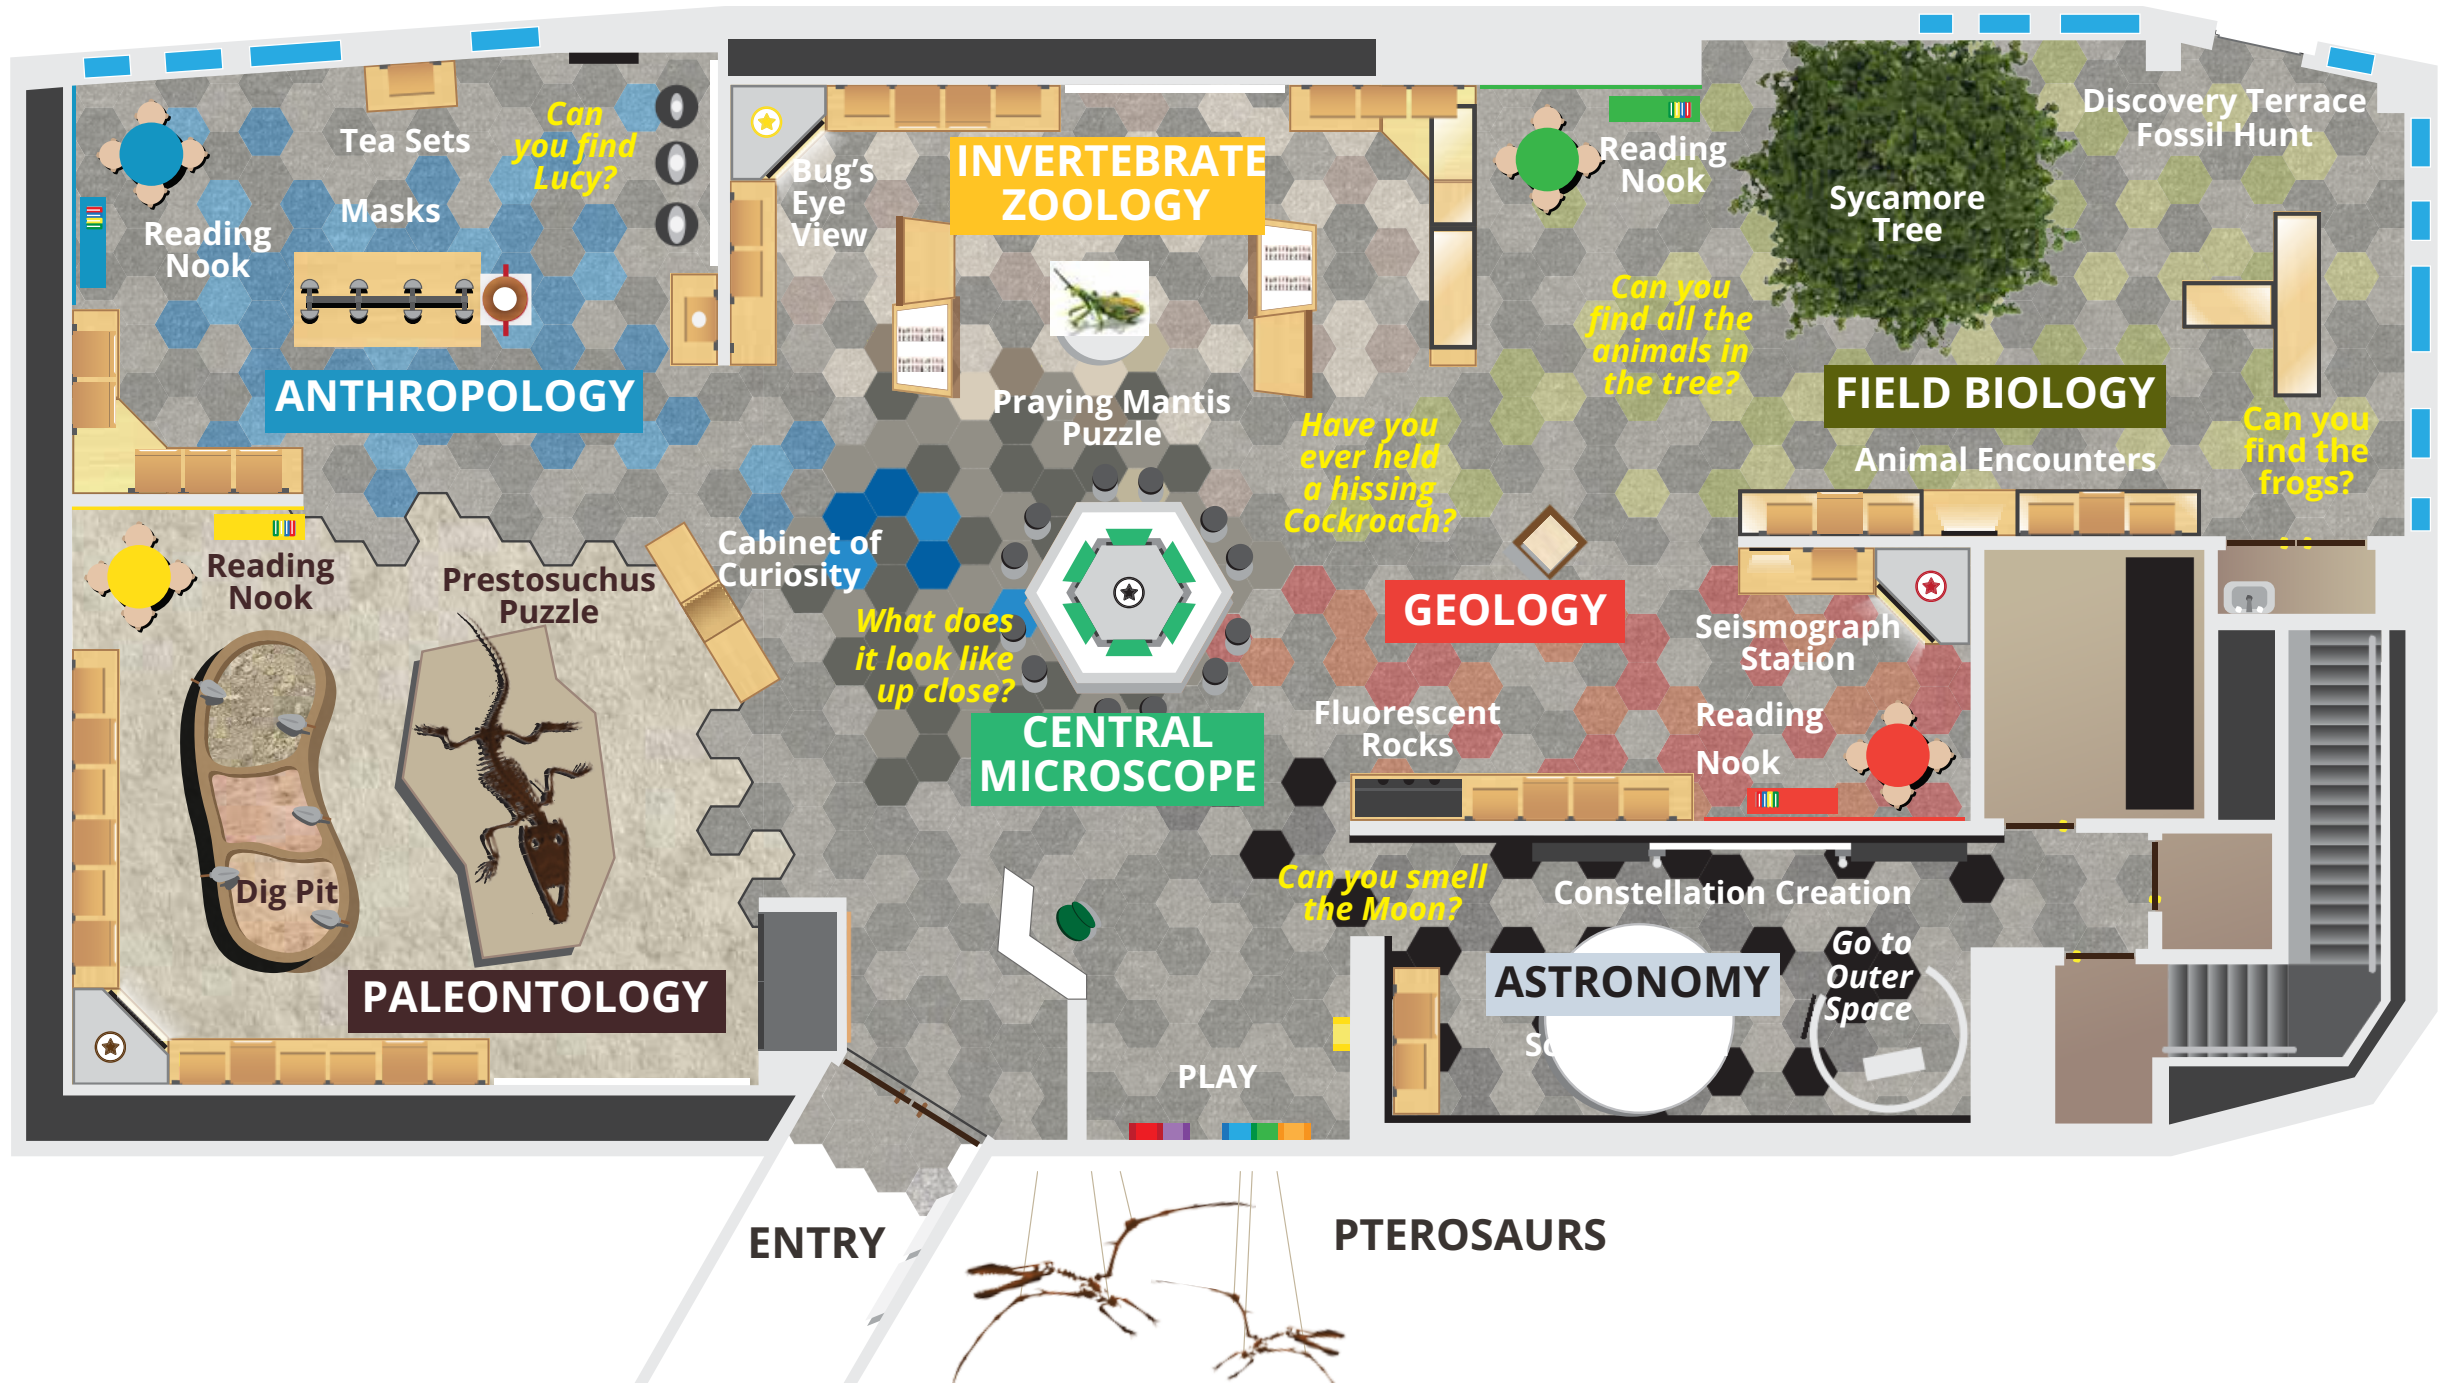 Can
you find
Lucy?
Tea Sets
Masks
Reading
Nook
ANTHROPOLOGY
Bug's
Eye
View
INVERTEBRATE
ZOOLOGY
Praying Mantis
Puzzle
Have you
ever held
a hissing
Cockroach?
Reading
Nook
Sycamore
Tree
Can you
find all the
animals in
the tree?
Discovery Terrace
Fossil Hunt
FIELD BIOLOGY
Animal Encounters
Can you
find the
frogs?
Reading
Nook
Prestosuchus
Puzzle
Dig Pit
PALEONTOLOGY
Cabinet of
Curiosity
What does
it look like
up close?
CENTRAL
MICROSCOPE
GEOLOGY
Seismograph
Station
Fluorescent
Rocks
Reading
Nook
Can you smell
the Moon?
Constellation Creation
ASTRONOMY
Go to
Outer
Space
PLAY
ENTRY
PTEROSAURS